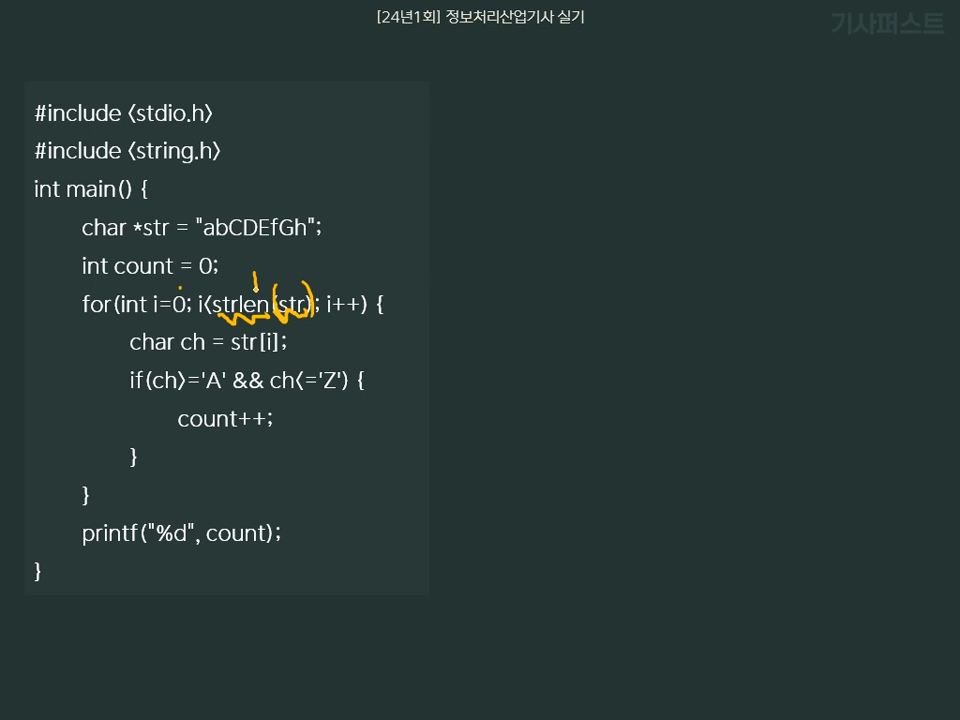 [24년1회] 정보처리산업기사 실기
기사퍼스트
#include <stdio.h>
#include <string.h>
int main() {
char *str = "abCDEfGh";
int count = 0;
for(int i=0; i<strlen(str); i++) {
char ch = str[i];
if(ch>='A' && ch<='Z') {
count++;
}
}
printf("%d", count);
}